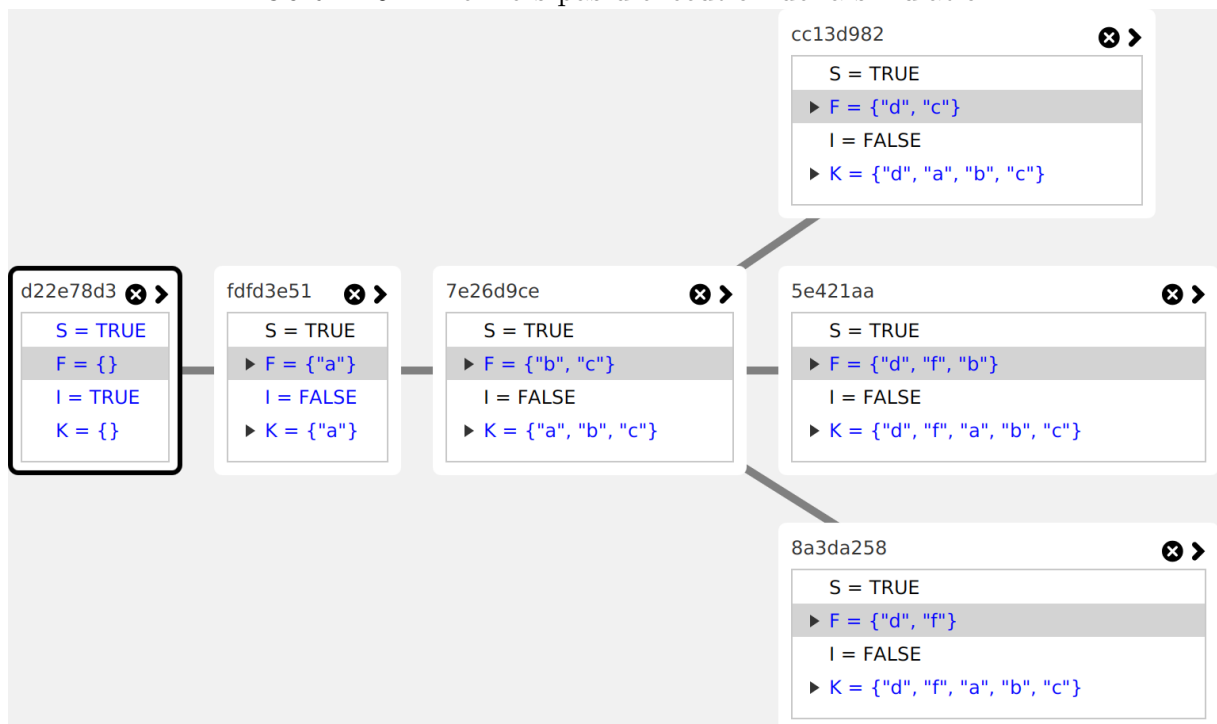 cc13d982
S = TRUE
F = {"d", "c"}
I = FALSE
K = {"d", "a", "b", "c"}
d22e78d3
S = TRUE
F = {}
I = TRUE
K = {}
fdfd3e51
S = TRUE
F = {"a"}
I = FALSE
K = {"a"}
7e26d9ce
S = TRUE
F = {"b", "c"}
I = FALSE
K = {"a", "b", "c"}
5e421aa
S = TRUE
F = {"d", "f", "b"}
I = FALSE
K = {"d", "f", "a", "b", "c"}
8a3da258
S = TRUE
F = {"d", "f"}
I = FALSE
K = {"d", "f", "a", "b", "c"}